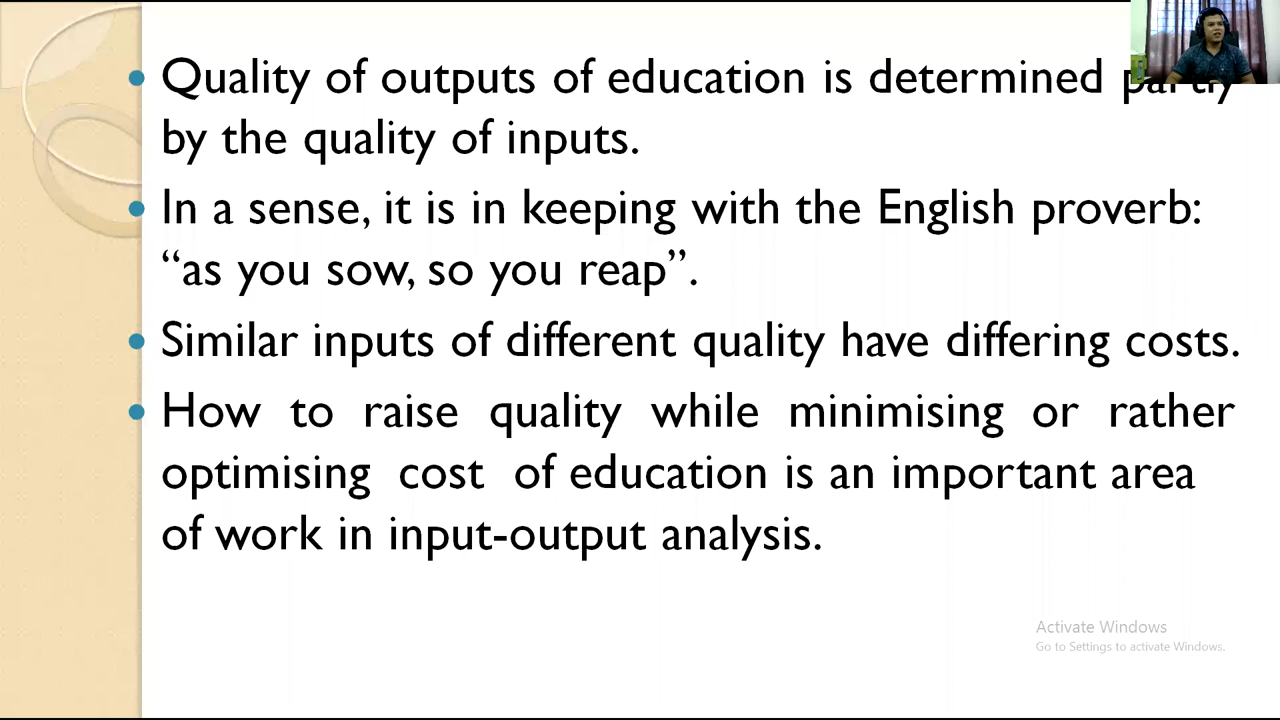 • Quality of outputs of education is determined partly
by the quality of inputs.
• In a sense, it is in keeping with the English proverb:
“as you sow, so you reap”.
• Similar inputs of different quality have differing costs.
• How to raise quality while minimising or rather
optimising cost of education is an important area
of work in input-output analysis.
Activate Windows
Go to Settings to activate Windows.